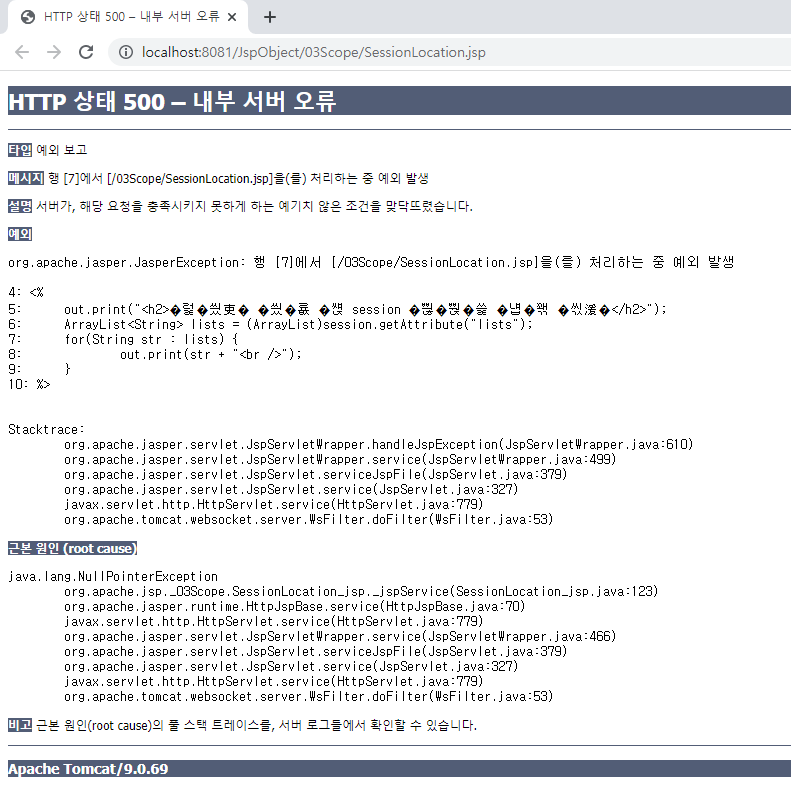 HTTP 상태 500 – 내부 서버 오류
localhost:8081/JspObject/03Scope/SessionLocation.jsp
HTTP 상태 500 – 내부 서버 오류
타입 예외 보고
메시지 행 [7]에서 [/03Scope/SessionLocation.jsp]을(를) 처리하는 중 예외 발생
설명 서버가, 해당 요청을 충족시키지 못하게 하는 예기치 않은 조건을 맞닥뜨렸습니다.
예외
org.apache.jasper.JasperException: 행 [7]에서 [/03Scope/SessionLocation.jsp]을(를) 처리하는 중 예외 발생
4: <%
5: out.print("<h2> session </h2>");
6: ArrayList<String> lists = (ArrayList)session.getAttribute("lists");
7: for(String str : lists) {
8: out.print(str + "<br />");
9: }
10: %>
Stacktrace:
org.apache.jasper.servlet.JspServletWrapper.handleJspException(JspServletWrapper.java:610)
org.apache.jasper.servlet.JspServletWrapper.service(JspServletWrapper.java:499)
org.apache.jasper.servlet.JspServlet.serviceJspFile(JspServlet.java:379)
org.apache.jasper.servlet.JspServlet.service(JspServlet.java:327)
javax.servlet.http.HttpServlet.service(HttpServlet.java:779)
org.apache.tomcat.websocket.server.WsFilter.doFilter(WsFilter.java:53)
근본 원인 (root cause)
java.lang.NullPointerException
org.apache.jsp._03Scope.SessionLocation_jsp._jspService(SessionLocation_jsp.java:123)
org.apache.jasper.runtime.HttpJspBase.service(HttpJspBase.java:70)
javax.servlet.http.HttpServlet.service(HttpServlet.java:779)
org.apache.jasper.servlet.JspServletWrapper.service(JspServletWrapper.java:466)
org.apache.jasper.servlet.JspServlet.serviceJspFile(JspServlet.java:379)
org.apache.jasper.servlet.JspServlet.service(JspServlet.java:327)
javax.servlet.http.HttpServlet.service(HttpServlet.java:779)
org.apache.tomcat.websocket.server.WsFilter.doFilter(WsFilter.java:53)
비고 근본 원인(root cause)의 풀 스택 트레이스를, 서버 로그들에서 확인할 수 있습니다.
Apache Tomcat/9.0.69